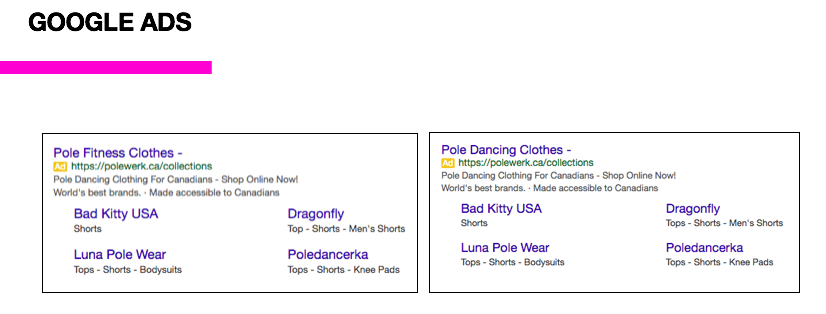 GOOGLE ADS
Pole Fitness Clothes -
Ad https://polewerk.ca/collections
Pole Dancing Clothing For Canadians - Shop Online Now!
World's best brands. · Made accessible to Canadians
Bad Kitty USA
Shorts
Dragonfly
Top - Shorts - Men's Shorts
Luna Pole Wear
Tops - Shorts - Bodysuits
Poledancerka
Tops - Shorts - Knee Pads
Pole Dancing Clothes -
Ad https://polewerk.ca/collections
Pole Dancing Clothing For Canadians - Shop Online Now!
World's best brands. · Made accessible to Canadians
Bad Kitty USA
Shorts
Dragonfly
Tops - Shorts - Men's Shorts
Luna Pole Wear
Tops - Shorts - Bodysuits
Poledancerka
Tops - Shorts - Knee Pads